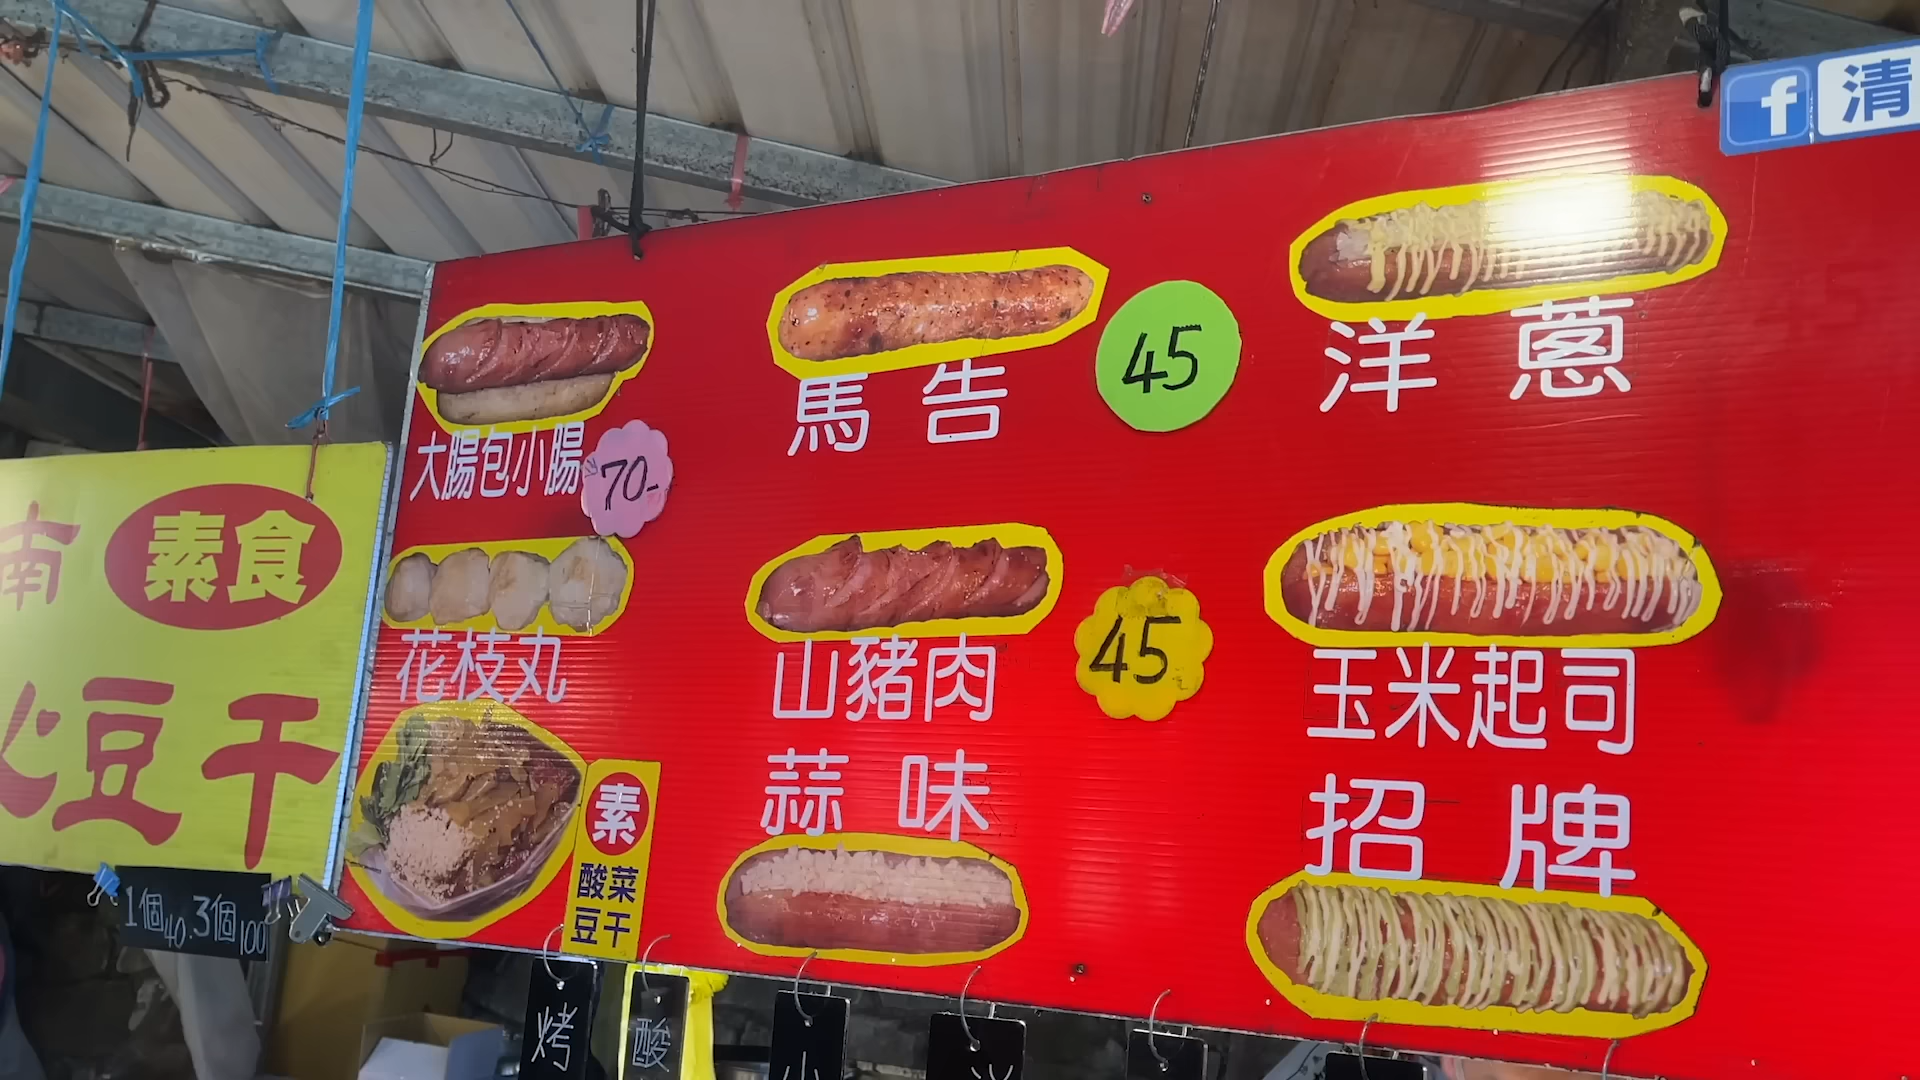 f 清
大腸包小腸
70-
馬告
45
洋蔥
花枝丸
山豬肉
45
玉米起司
蒜味
招牌
素
酸菜
豆干
南 素食
豆干
1個40.3個100
烤
酸
小